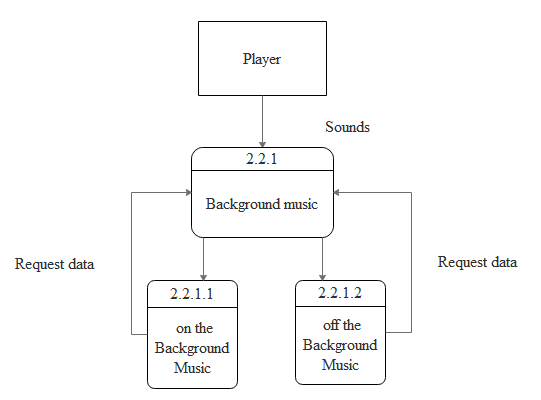 Player
Sounds
2.2.1
Background music
Request data
Request data
2.2.1.1
on the
Background
Music
2.2.1.2
off the
Background
Music